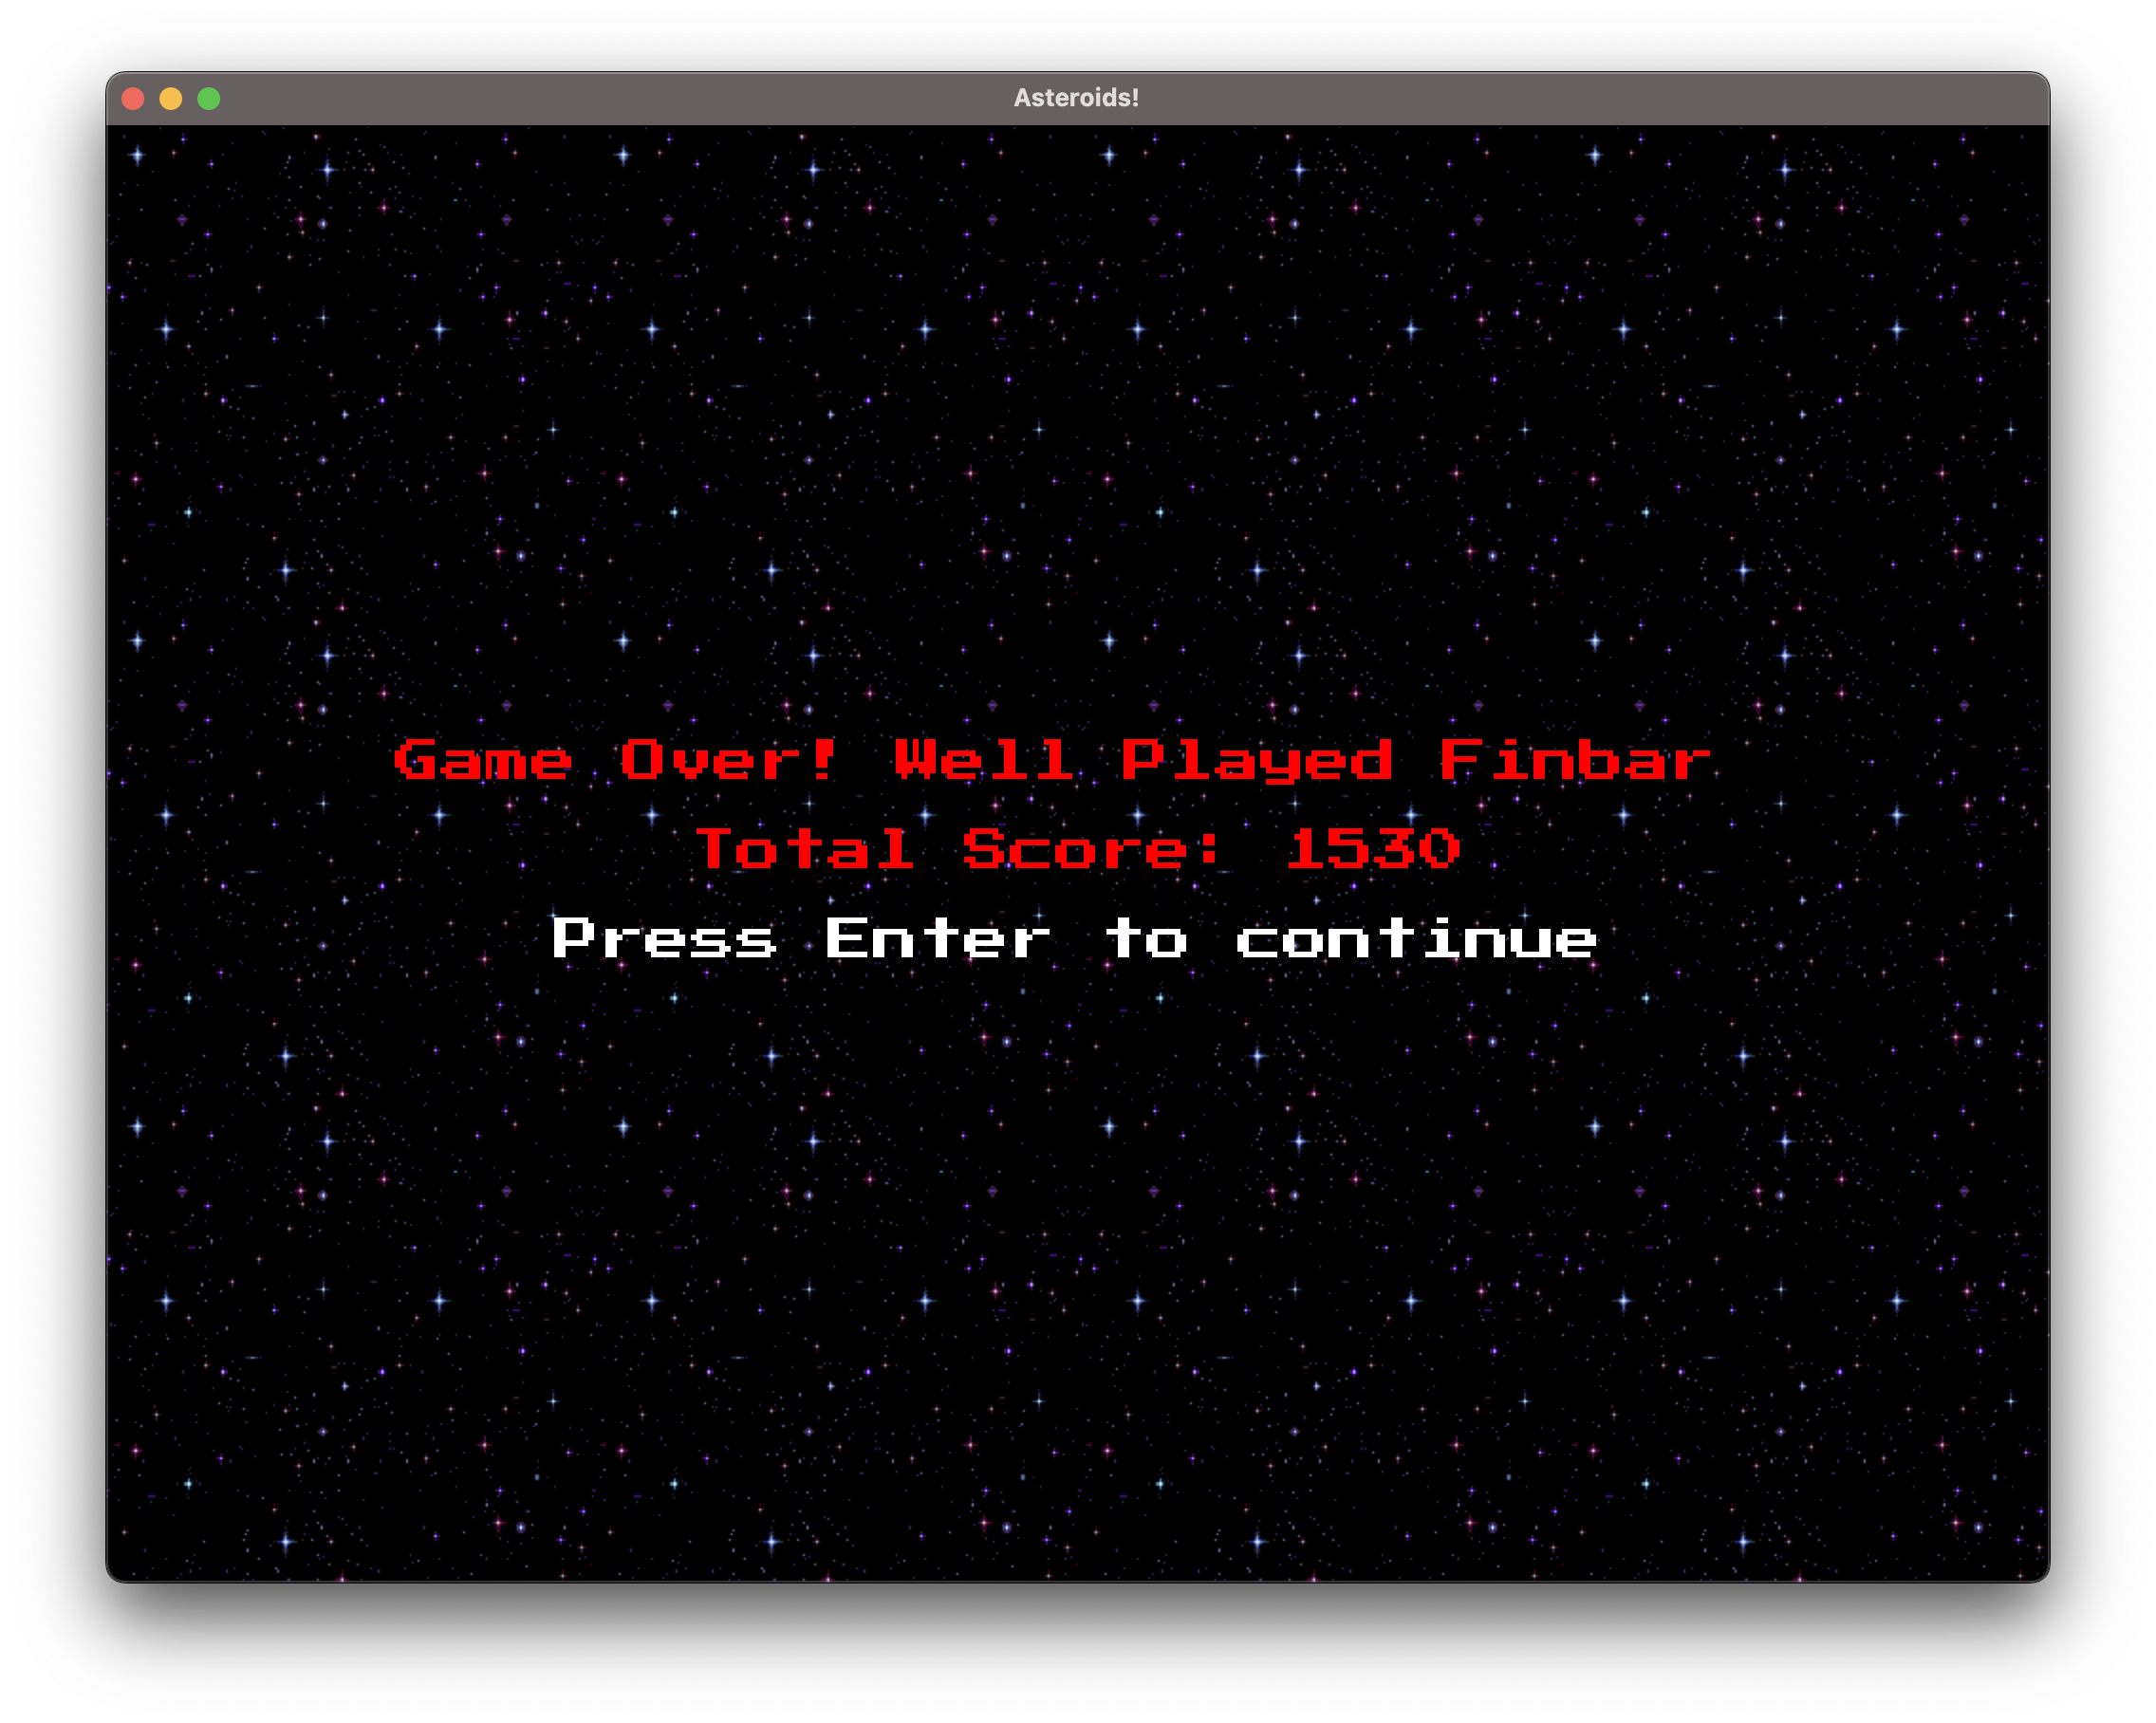 Asteroids!
Game Over! Well Played Finbar
Total Score: 1530
Press Enter to continue